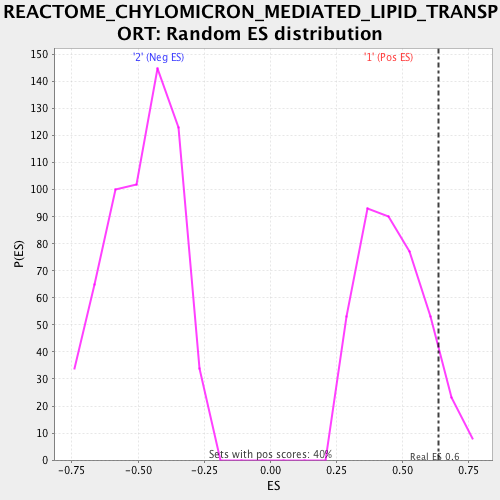 REACTOME_CHYLOMICRON_MEDIATED_LIPID_TRANSP
ORT: Random ES distribution
'2' (Neg ES)
'1' (Pos ES)
150
140
130
120
110
100
90
80
70
60
50
40
30
20
10
0
P(ES)
Sets with pos scores: 40%
Real ES 0.6
-0.75
-0.50
-0.25
0.00
0.25
0.50
0.75
ES